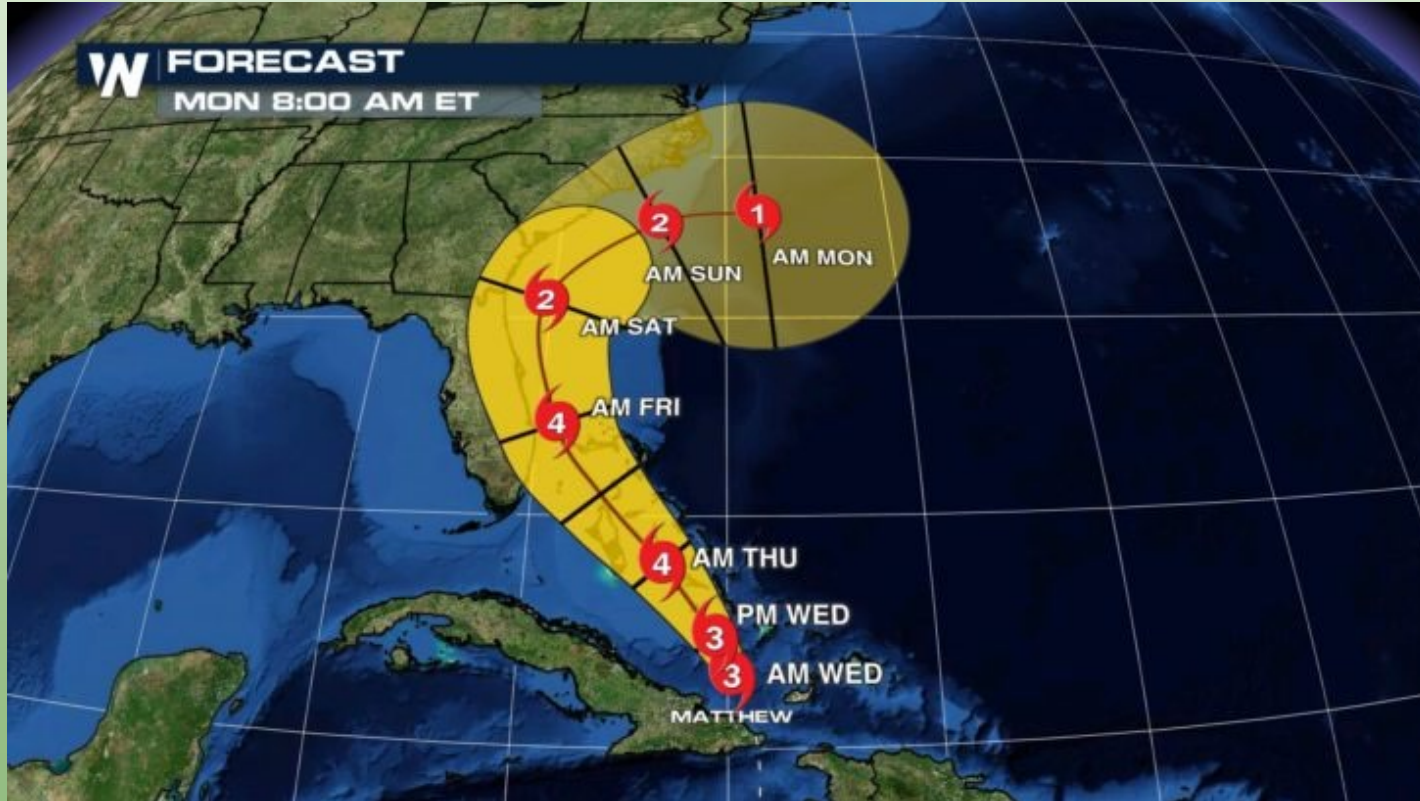 W FORECAST
MON 8:00 AM ET
2
1
AM MON
AM SUN
2
AM SAT
AM FRI
4
4
AM THU
PM WED
3
3
AM WED
MATTHEW